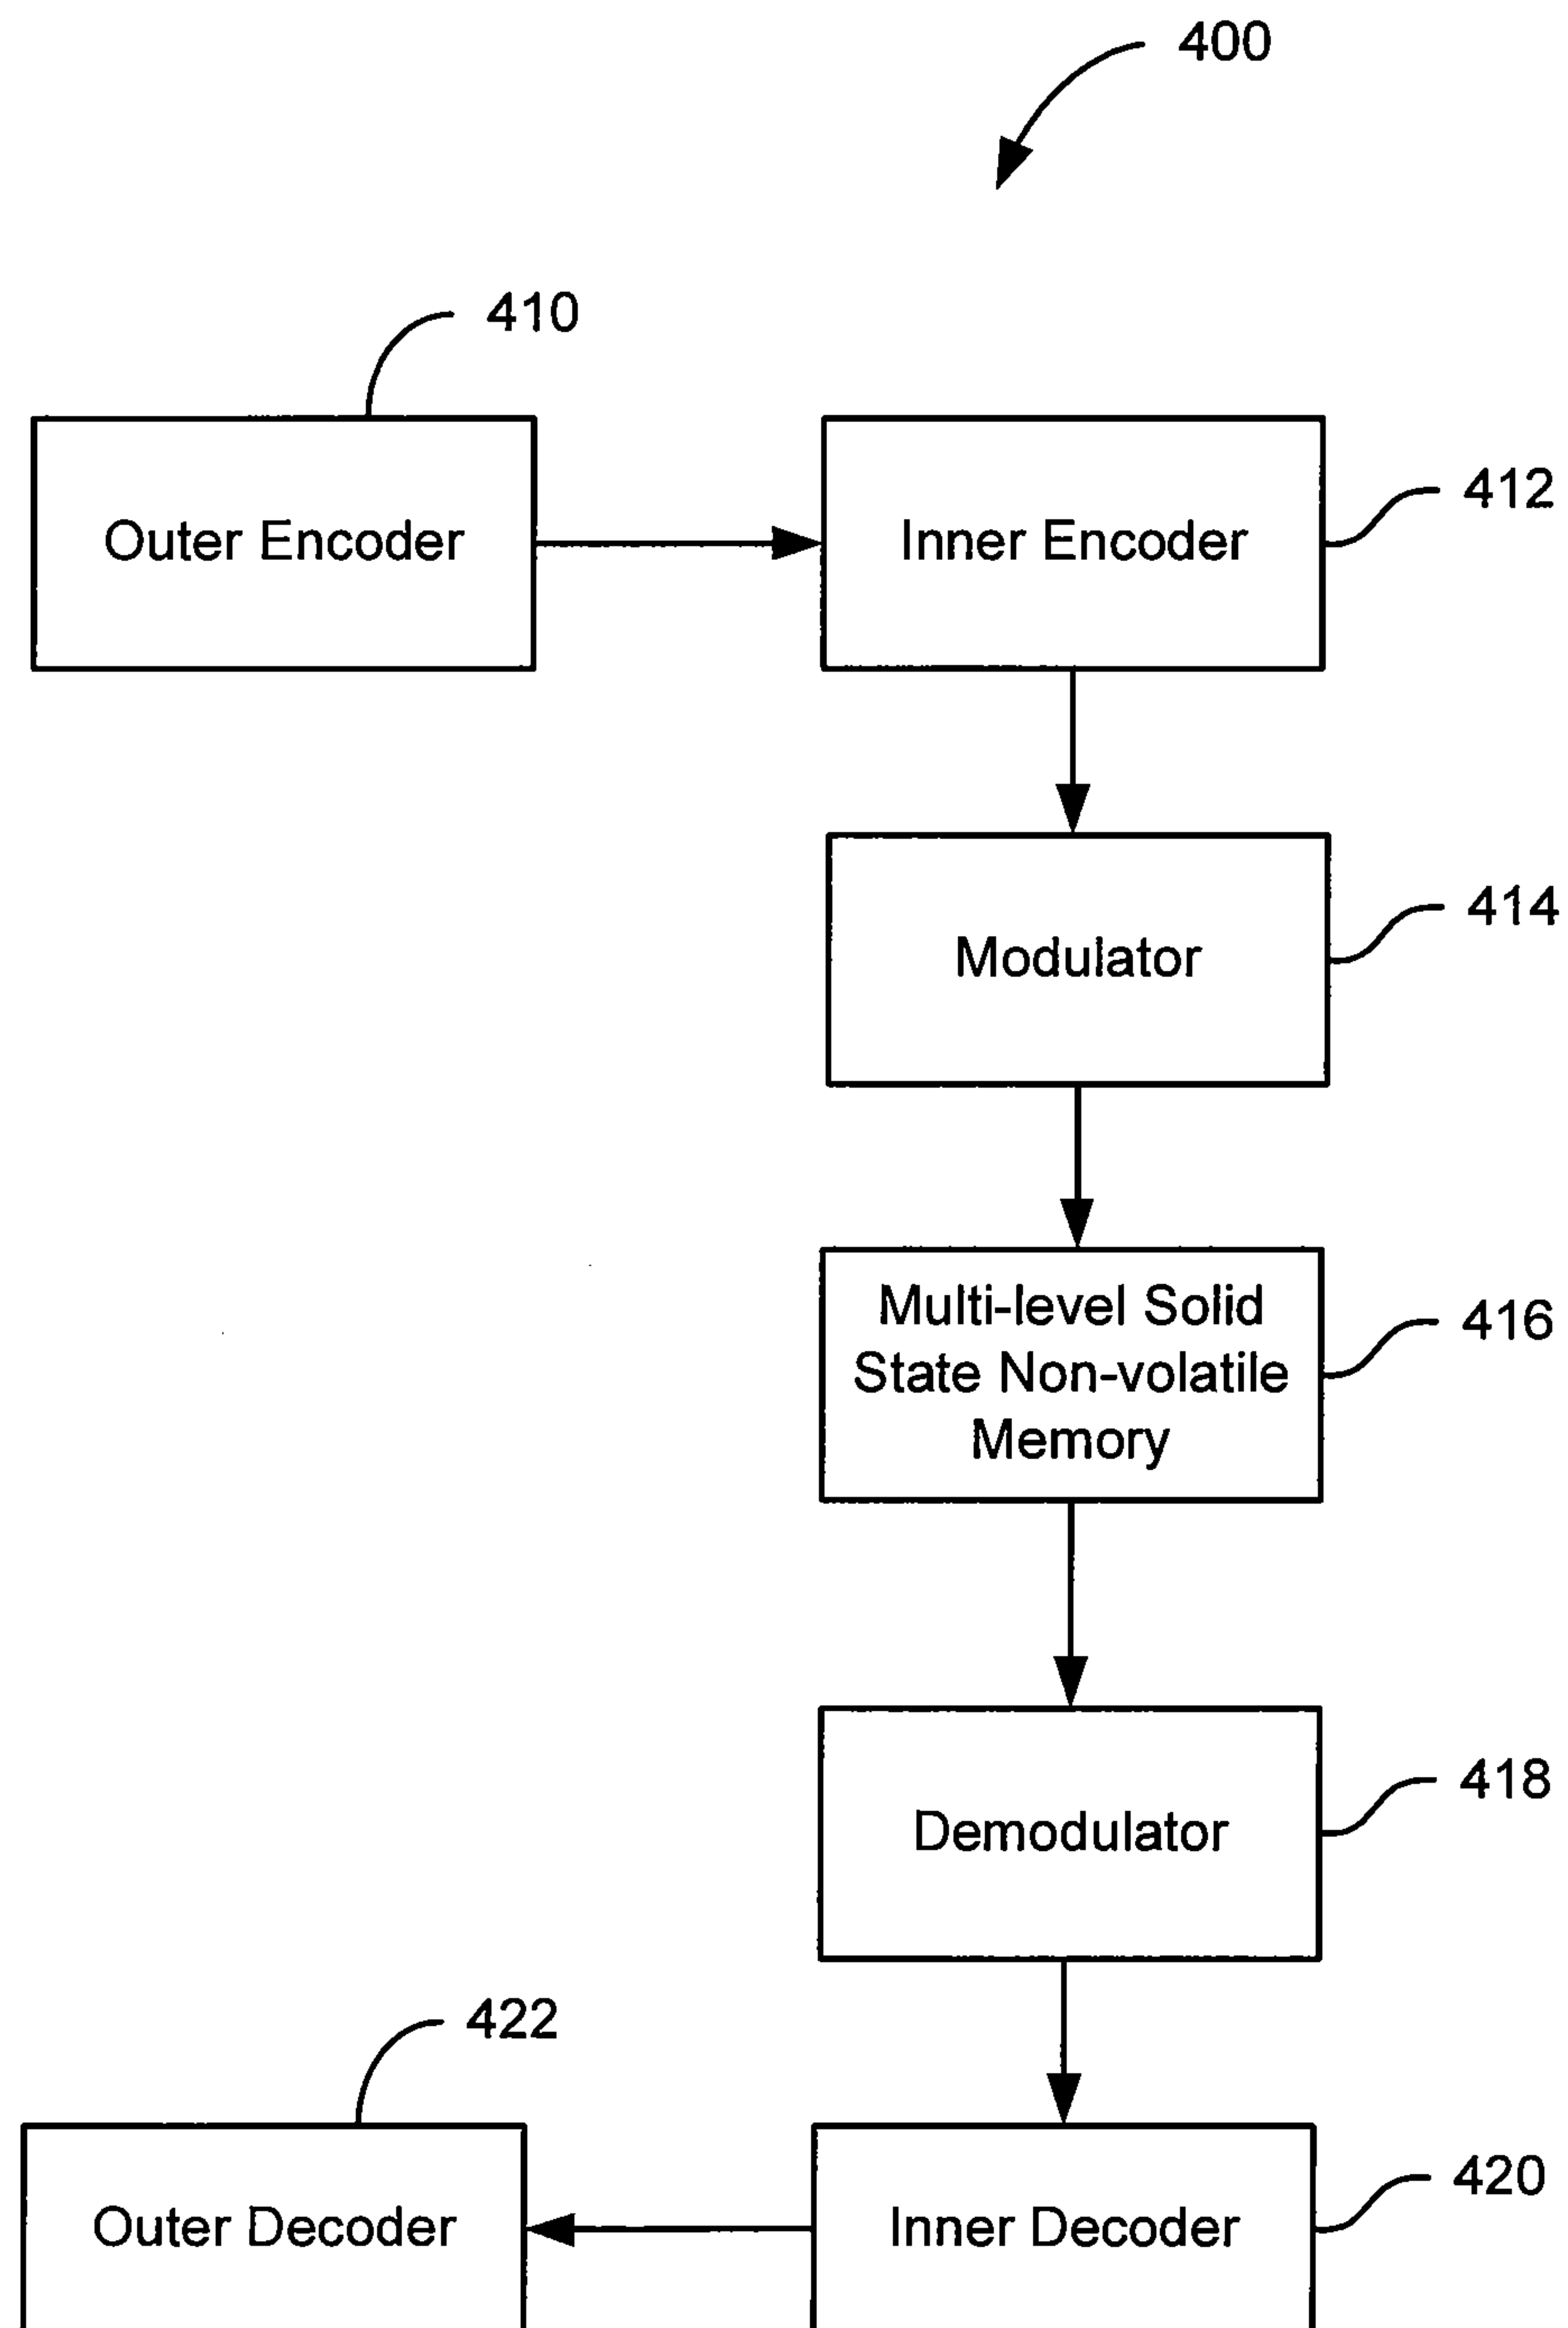 400
410
Outer Encoder
Inner Encoder
412
Modulator
414
Multi-level Solid
State Non-volatile
Memory
416
Demodulator
418
422
Outer Decoder
Inner Decoder
420